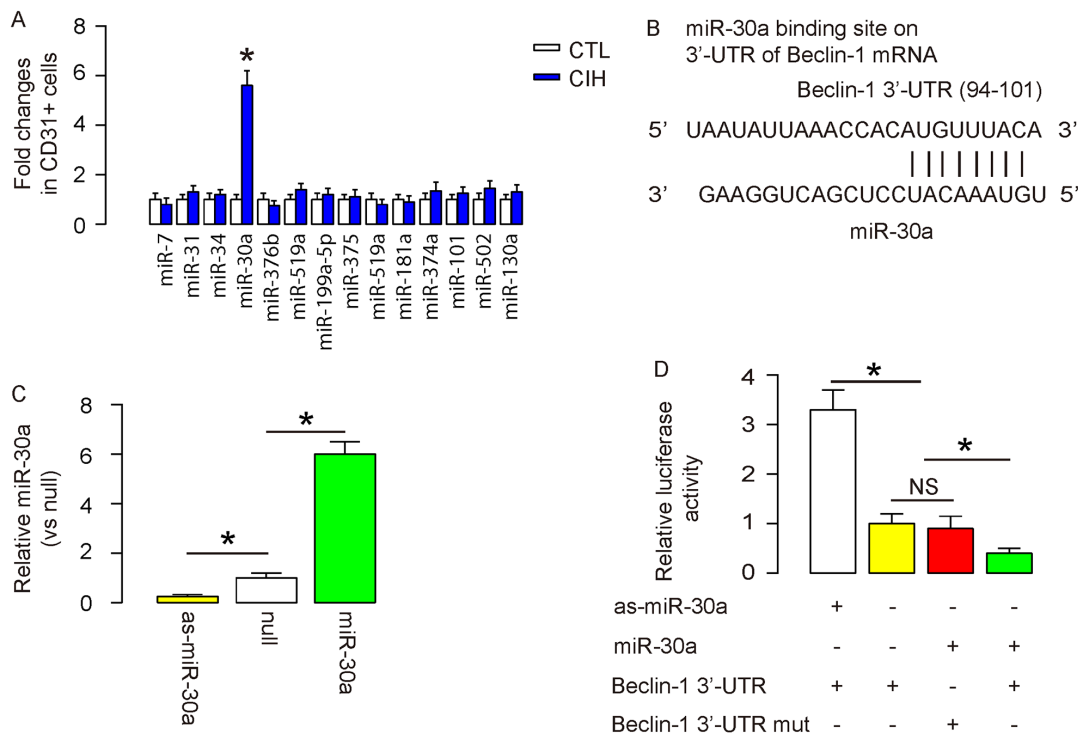 A
8
6
4
2
0
Fold changes
in CD31+ cells
*
CTL
CIH
miR-7
miR-31
miR-34
miR-30a
miR-376b
miR-519a
miR-199a-5p
miR-375
miR-519a
miR-181a
miR-374a
miR-101
miR-502
miR-130a
B
miR-30a binding site on
3’-UTR of Beclin-1 mRNA
Beclin-1 3’-UTR (94-101)
5’ UAAUAUUAAACCACAUGUUUACA 3’
3’ GAAGGUCAGCUCCUACAAAUGU 5’
miR-30a
C
8
6
4
2
0
Relative miR-30a
(vs null)
*
*
as-miR-30a
null
miR-30a
D
4
3
2
1
0
Relative luciferase
activity
*
*
NS
as-miR-30a + - - -
miR-30a - - + +
Beclin-1 3’-UTR + + - +
Beclin-1 3’-UTR mut - - + -